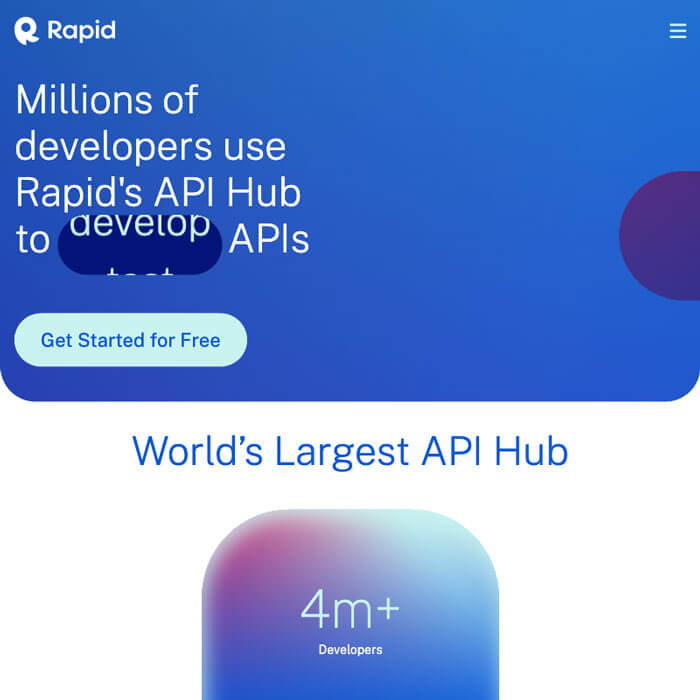 Rapid
Millions of
developers use
Rapid's API Hub
to develop APIs
test
Get Started for Free
World’s Largest API Hub
4m+
Developers